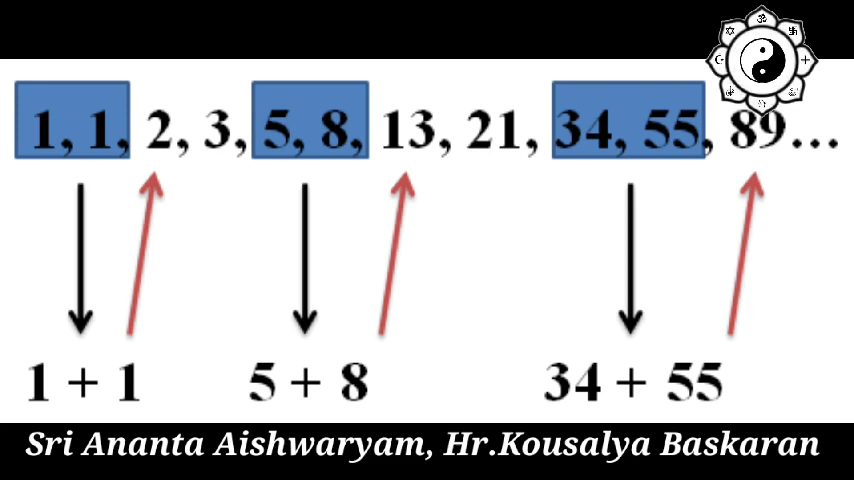 1, 1, 2, 3, 5, 8, 13, 21, 34, 55, 89...
1 + 1 5 + 8 34 + 55
Sri Ananta Aishwaryam, Hr.Kousalya Baskaran